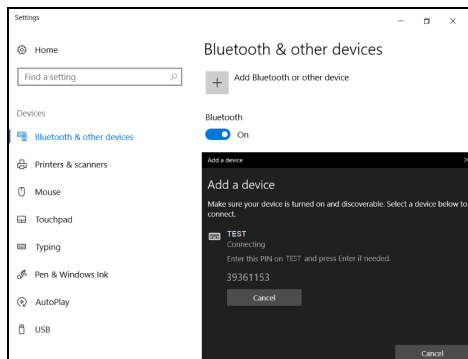 Settings
Home
Find a setting
Devices
Bluetooth & other devices
Printers & scanners
Mouse
Touchpad
Typing
Pen & Windows Ink
AutoPlay
USB
Bluetooth & other devices
Add Bluetooth or other device
Bluetooth
On
Add a device
Add a device
Make sure your device is turned on and discoverable. Select a device below to
connect.
TEST
Connecting
Enter this PIN on TEST and press Enter if needed.
39361153
Cancel
Cancel